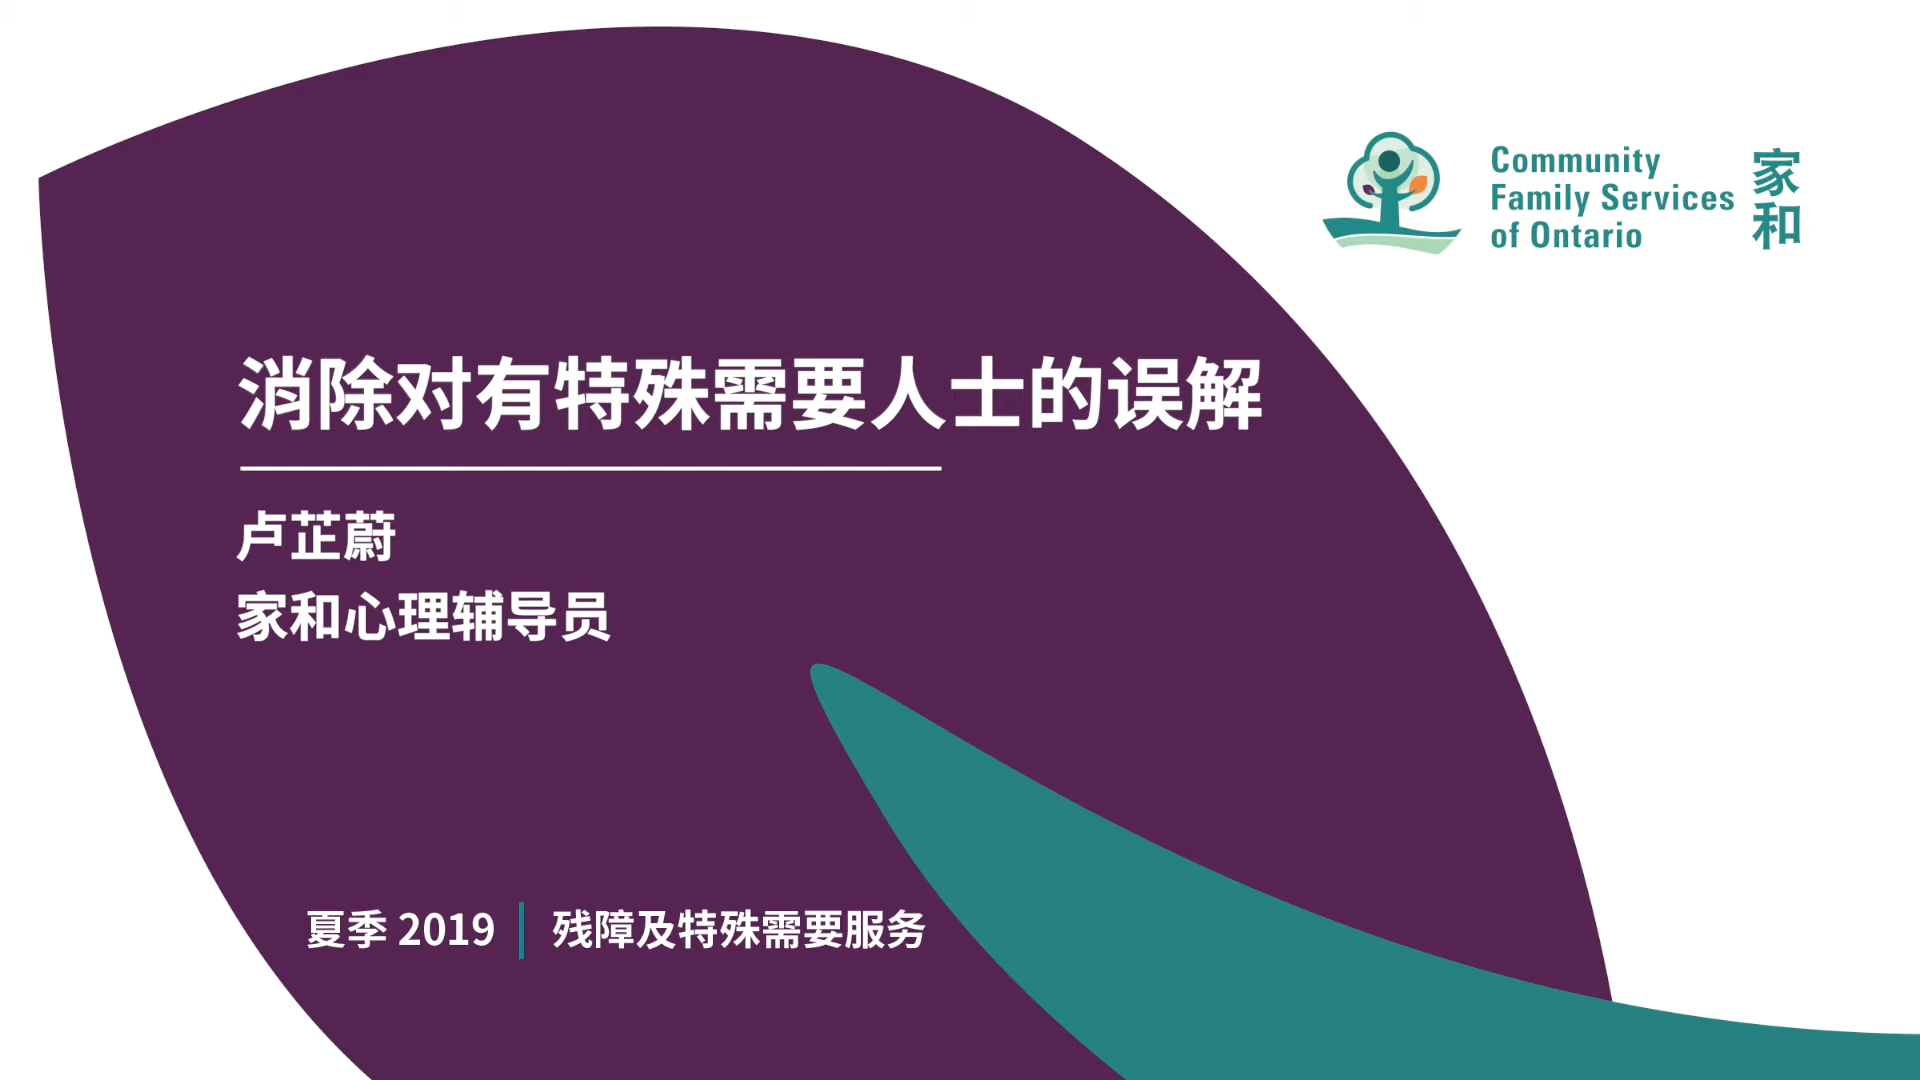 Community
Family Services
of Ontario
家和
消除对有特殊需要人士的误解
卢芷蔚
家和心理辅导员
夏季 2019
残障及特殊需要服务